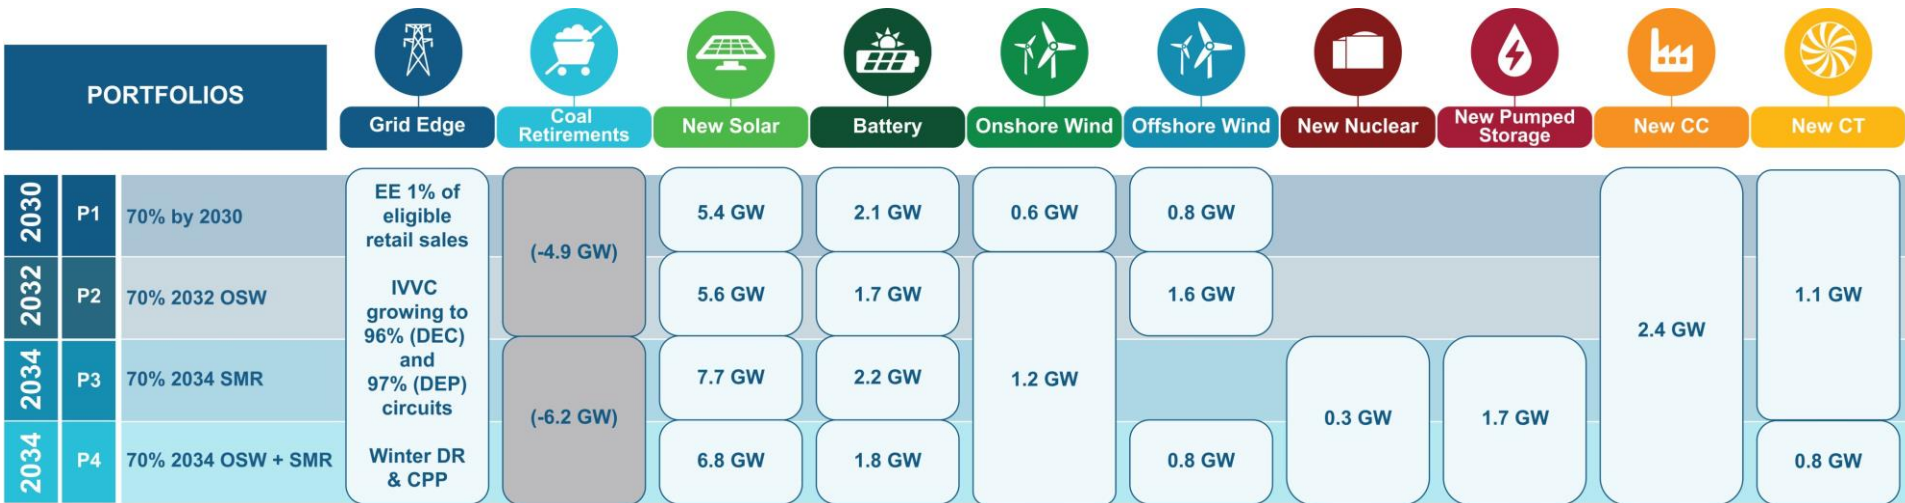 PORTFOLIOS
Grid Edge
Coal
Retirements
New Solar
Battery
Onshore Wind
Offshore Wind
New Nuclear
New Pumped
Storage
New CC
New CT
2030
P1
70% by 2030
2032
P2
70% 2032 OSW
2034
P3
70% 2034 SMR
2034
P4
70% 2034 OSW + SMR
EE 1% of
eligible
retail sales
IVVC
growing to
96% (DEC)
and
97% (DEP)
circuits
Winter DR
& CPP
(-4.9 GW)
(-6.2 GW)
5.4 GW
5.6 GW
7.7 GW
6.8 GW
2.1 GW
1.7 GW
2.2 GW
1.8 GW
0.6 GW
1.2 GW
0.8 GW
1.6 GW
0.8 GW
0.3 GW
1.7 GW
2.4 GW
1.1 GW
0.8 GW